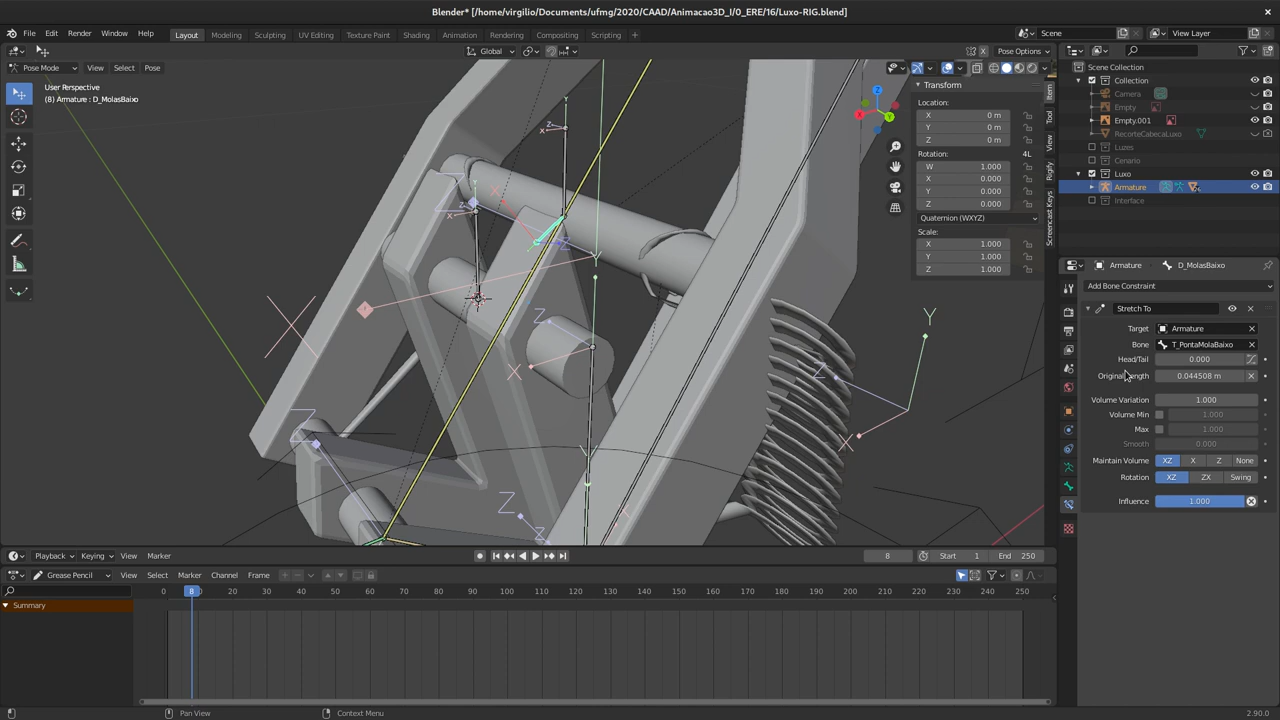 Blender* [/home/virgilio/Documents/ufmg/2020/CAAD/Animacao3D_I/0_ERE/16/Luxo-RIG.blend]
File Edit Render Window Help Layout Modeling Sculpting UV Editing Texture Paint Shading Animation Rendering Compositing Scripting + Scene View Layer
Global Pose Options
Pose Mode View Select Pose
User Perspective
(8) Armature : D_MolasBaixo
Transform
Location:
X 0 m
Y 0 m
Z 0 m
Rotation: 4L
W 1.000
X 0.000
Y 0.000
Z 0.000
Quaternion (WXYZ)
Scale:
X 1.000
Y 1.000
Z 1.000
Item
Tool
View
Rigify
Screencast Keys
Scene Collection
Collection
Camera
Empty
Empty.001
RecorteCabecaLuxo
Luzes
Cenario
Luxo
Armature
Interface
Armature D_MolasBaixo
Add Bone Constraint
Stretch To
Target Armature
Bone T_PontaMolaBaixo
Head/Tail 0.000
Original Length 0.044508 m
Volume Variation 1.000
Volume Min 1.000
Max 1.000
Smooth 0.000
Maintain Volume XZ X Z None
Rotation XZ ZX Swing
Influence 1.000
Playback Keying View Marker 8 Start 1 End 250
Grease Pencil View Select Marker Channel Frame
0 8 20 30 40 50 60 70 80 90 100 110 120 130 140 150 160 170 180 190 200 210 220 230 240 250
Summary
Pan View Context Menu 2.90.0